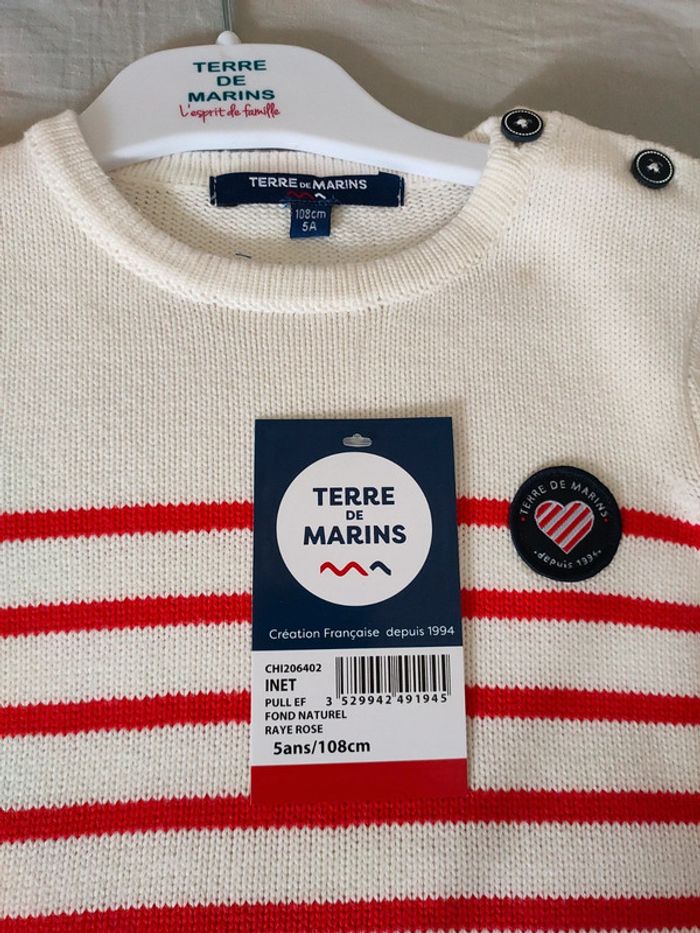 TERRE
DE
MARINS
L'esprit de famille
TERRE DE MARINS
108cm
5A
TERRE
DE
MARINS
Création Française depuis 1994
CHI206402
INET
PULL EF
FOND NATUREL
RAYE ROSE
5ans/108cm
3 529942 491945
• TERRE DE MARINS •
• depuis 1994 •